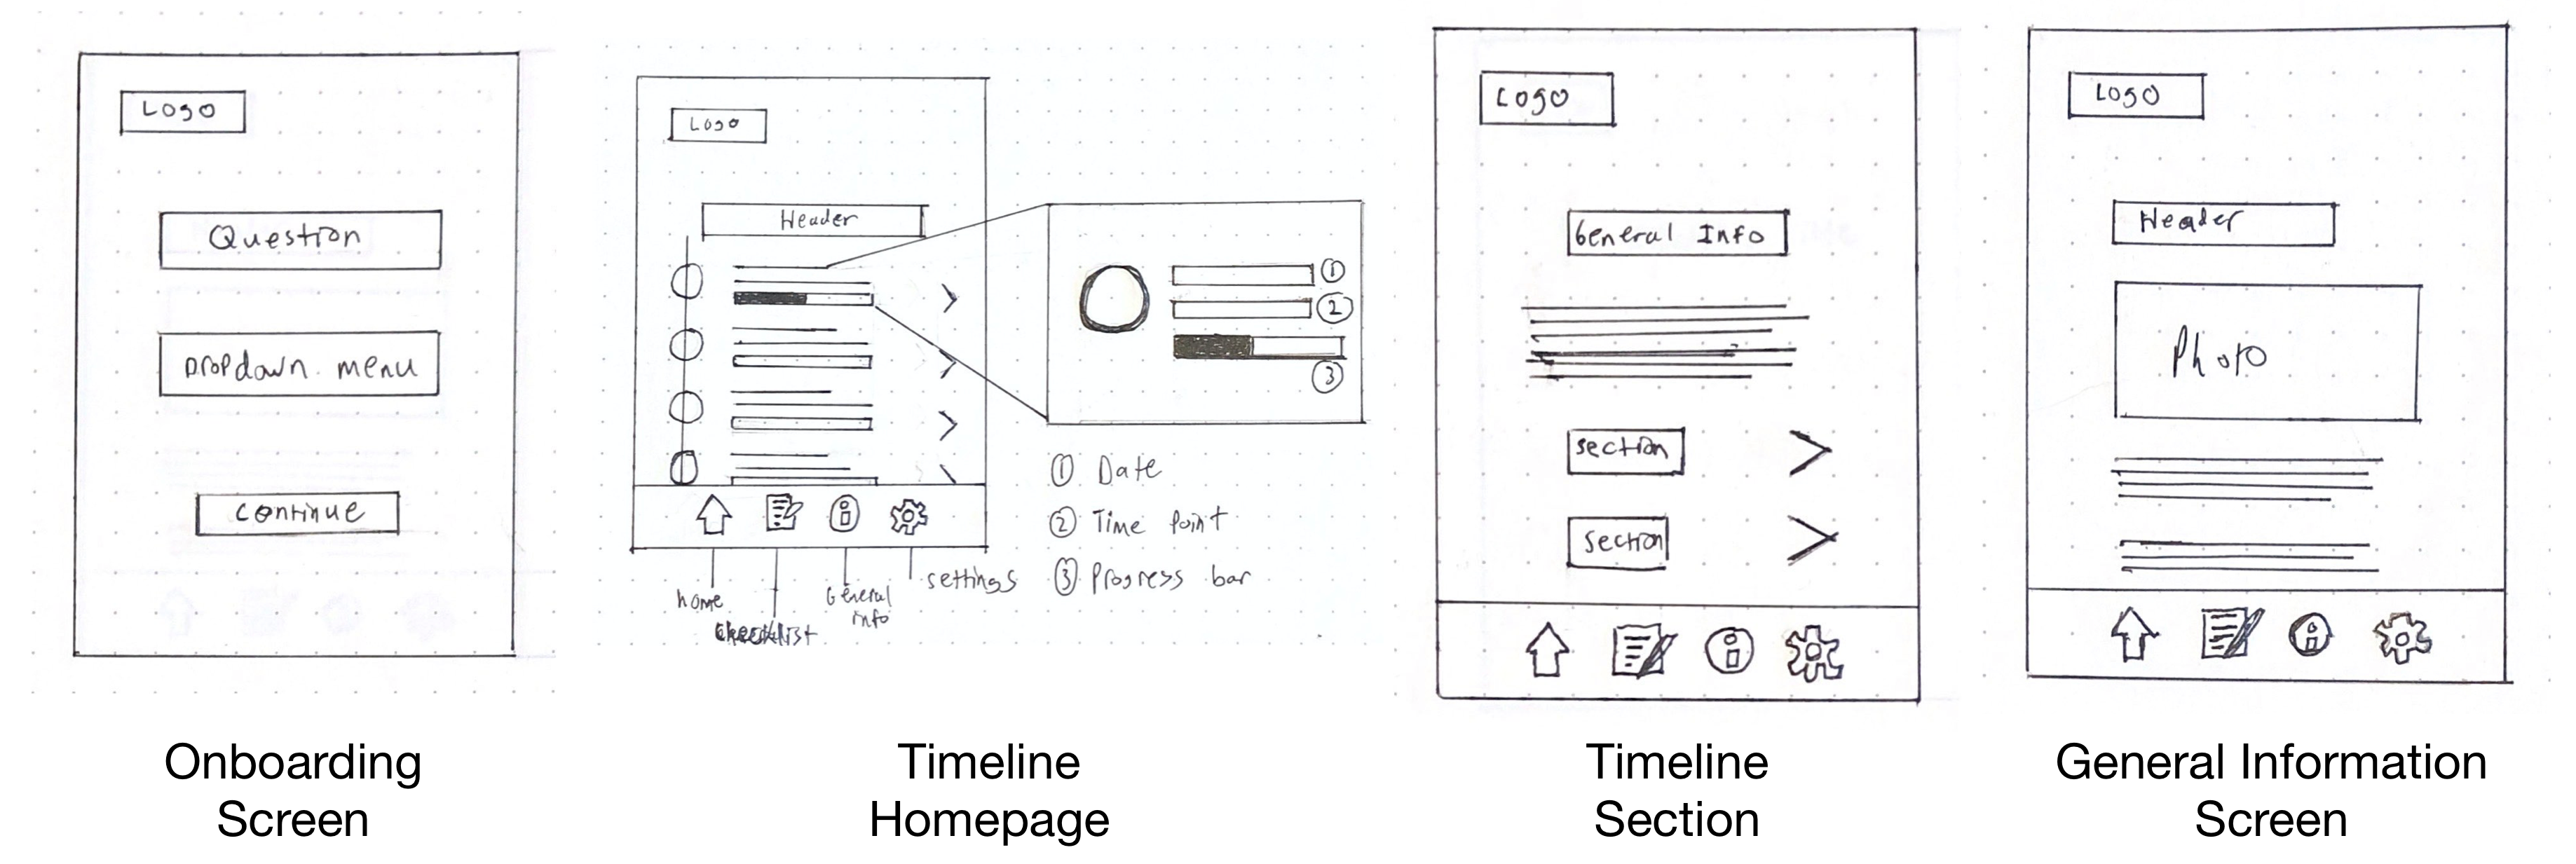 Logo
Question
Dropdown menu
continue
Onboarding
Screen
Logo
Header
①
②
③
① Date
② Time point
③ Progress bar
home
checklist
General
info
settings
Timeline
Homepage
Logo
General Info
section
section
Timeline
Section
Logo
Header
Photo
General Information
Screen